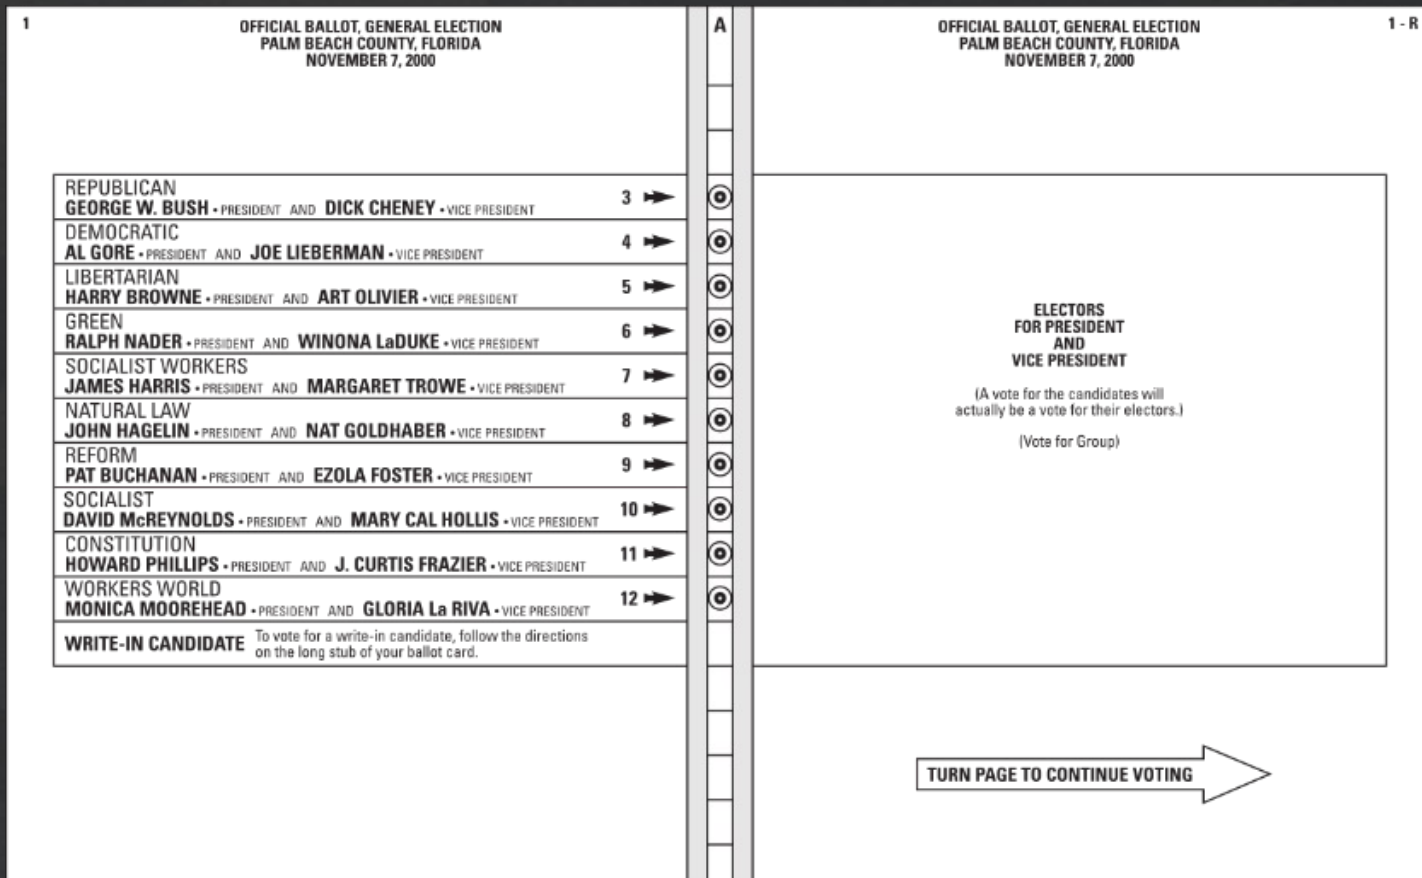 1
OFFICIAL BALLOT, GENERAL ELECTION
PALM BEACH COUNTY, FLORIDA
NOVEMBER 7, 2000
REPUBLICAN
GEORGE W. BUSH • PRESIDENT AND DICK CHENEY • VICE PRESIDENT 3
DEMOCRATIC
AL GORE • PRESIDENT AND JOE LIEBERMAN • VICE PRESIDENT 4
LIBERTARIAN
HARRY BROWNE • PRESIDENT AND ART OLIVIER • VICE PRESIDENT 5
GREEN
RALPH NADER • PRESIDENT AND WINONA LaDUKE • VICE PRESIDENT 6
SOCIALIST WORKERS
JAMES HARRIS • PRESIDENT AND MARGARET TROWE • VICE PRESIDENT 7
NATURAL LAW
JOHN HAGELIN • PRESIDENT AND NAT GOLDHABER • VICE PRESIDENT 8
REFORM
PAT BUCHANAN • PRESIDENT AND EZOLA FOSTER • VICE PRESIDENT 9
SOCIALIST
DAVID McREYNOLDS • PRESIDENT AND MARY CAL HOLLIS • VICE PRESIDENT 10
CONSTITUTION
HOWARD PHILLIPS • PRESIDENT AND J. CURTIS FRAZIER • VICE PRESIDENT 11
WORKERS WORLD
MONICA MOOREHEAD • PRESIDENT AND GLORIA La RIVA • VICE PRESIDENT 12
WRITE-IN CANDIDATE To vote for a write-in candidate, follow the directions
on the long stub of your ballot card.
A
OFFICIAL BALLOT, GENERAL ELECTION
PALM BEACH COUNTY, FLORIDA
NOVEMBER 7, 2000
1 - R
ELECTORS
FOR PRESIDENT
AND
VICE PRESIDENT
(A vote for the candidates will
actually be a vote for their electors.)
(Vote for Group)
TURN PAGE TO CONTINUE VOTING